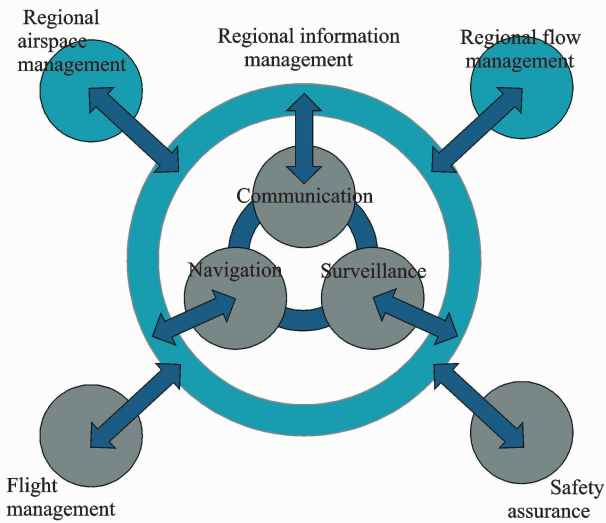 Regional
airspace
management
Regional information
management
Regional flow
management
Communication
Navigation
Surveillance
Flight
management
Safety
assurance